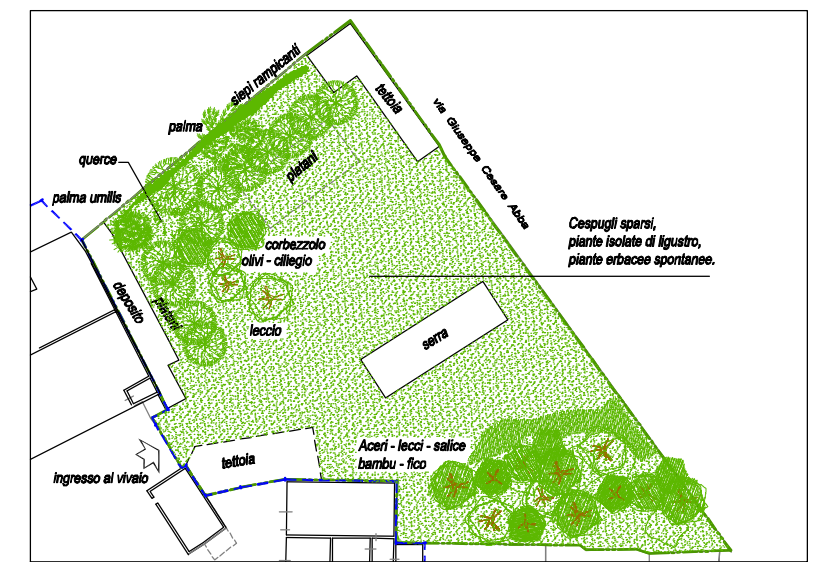 siepi rampicanti
tettoia
palma
via Giuseppe Cesare Abba
querce
platani
palma umilis
Cespugli sparsi,
piante isolate di ligustro,
piante erbacee spontanee.
corbezzolo
olivi - ciliegio
deposito
platani
leccio
serra
Aceri - lecci - salice
bambu - fico
tettoia
ingresso al vivaio